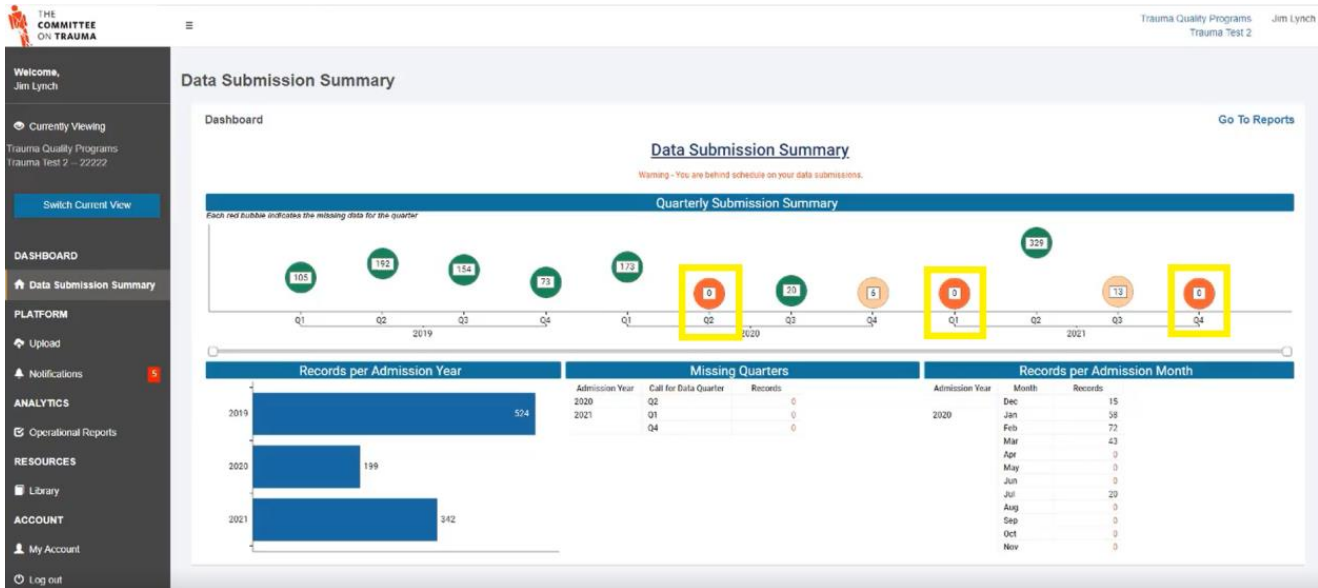 THE
COMMITTEE
ON TRAUMA
Trauma Quality Programs
Trauma Test 2
Jim Lynch
Welcome,
Jim Lynch
Currently Viewing
Trauma Quality Programs
Trauma Test 2 -- 22222
Switch Current View
DASHBOARD
Data Submission Summary
PLATFORM
Upload
Notifications 5
ANALYTICS
Operational Reports
RESOURCES
Library
ACCOUNT
My Account
Log out
Data Submission Summary
Dashboard
Go To Reports
Data Submission Summary
Warning - You are behind schedule on your data submissions.
Quarterly Submission Summary
Each red bubble indicates the missing data for the quarter
105 192 154 73 173 0 20 6 0 329 13 0
Q1 Q2 Q3 Q4 Q1 Q2 Q3 Q4 Q1 Q2 Q3 Q4
2019 2020 2021
Records per Admission Year
2019 524
2020 199
2021 342
Missing Quarters
Admission Year Call for Data Quarter Records
2020 Q2 0
2021 Q1 0
Q4 0
Records per Admission Month
Admission Year Month Records
Dec 15
2020 Jan 58
Feb 72
Mar 43
Apr 0
May 0
Jun 0
Jul 20
Aug 0
Sep 0
Oct 0
Nov 0